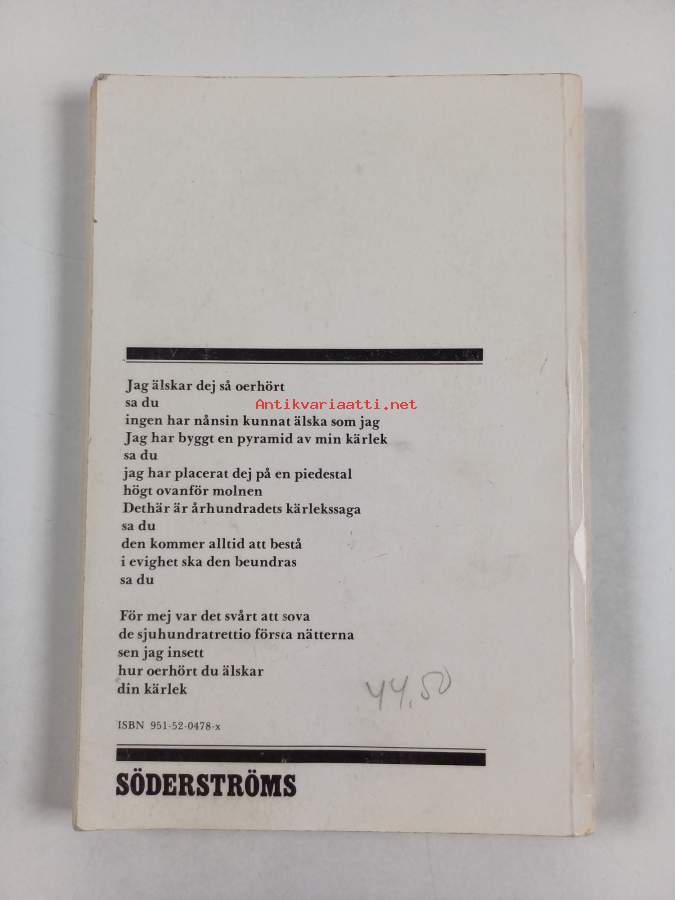 Jag älskar dej så oerhört
sa du
Antikvariaatti.net
ingen har nånsin kunnat älska som jag
Jag har byggt en pyramid av min kärlek
sa du
jag har placerat dej på en piedestal
högt ovanför molnen
Dethär är århundradets kärlekssaga
sa du
den kommer alltid att bestå
i evighet ska den beundras
sa du
För mej var det svårt att sova
de sjuhundratrettio första nätterna
sen jag insett
hur oerhört du älskar
din kärlek
44,50
ISBN 951-52-0478-x
SÖDERSTRÖMS